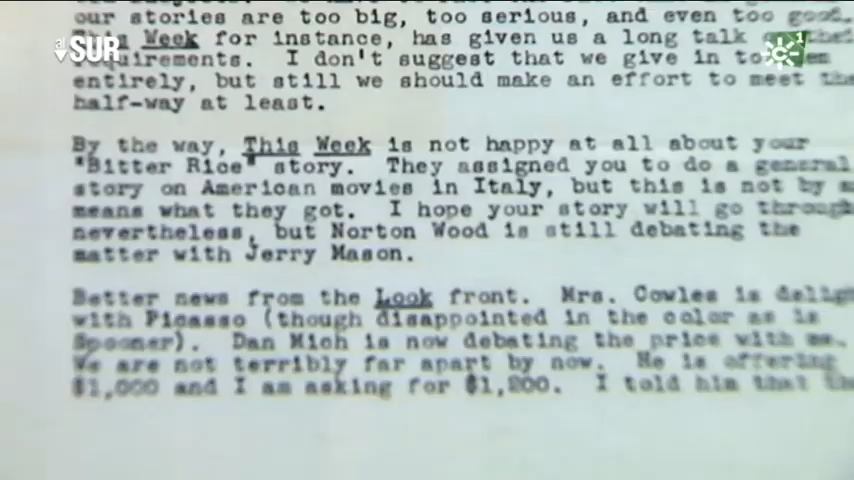 our stories are too big, too serious, and even too good.
This Week for instance, has given us a long talk
requirements. I don't suggest that we give in to
entirely, but still we should make an effort to meet the
half-way at least.
By the way, This Week is not happy at all about your
"Bitter Rice" story. They assigned you to do a general
story on American movies in Italy, but this is not by a
means what they got. I hope your story will go through
nevertheless, but Norton Wood is still debating the
matter with Jerry Mason.
Better news from the Look front. Mrs. Cowles is delig
with Picasso (though disappointed in the color as is
Spooner). Dan Mich is now debating the price with me.
We are not terribly far apart by now. He is offering
$1,000 and I am asking for $1,200. I told him that the
al SUR
1